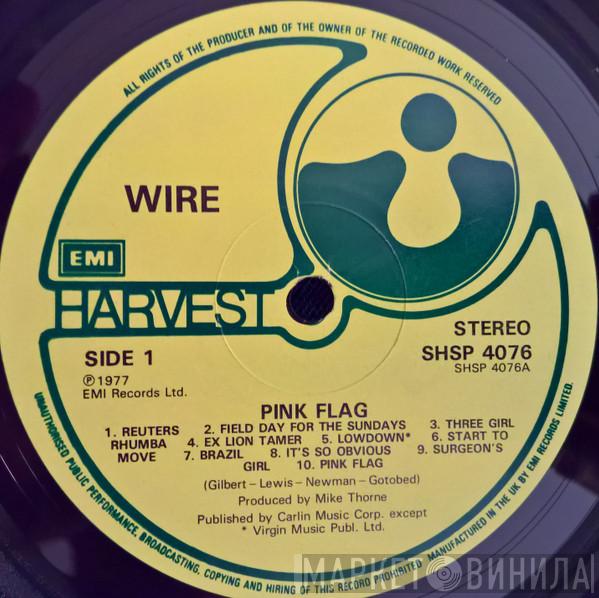 ALL RIGHTS OF THE PRODUCER AND OF THE OWNER OF THE RECORDED WORK RESERVED
WIRE
EMI
HARVEST
STEREO
SIDE 1
SHSP 4076
SHSP 4076A
℗ 1977
EMI Records Ltd.
PINK FLAG
1. REUTERS 2. FIELD DAY FOR THE SUNDAYS 3. THREE GIRL
RHUMBA 4. EX LION TAMER 5. LOWDOWN* 6. START TO
MOVE 7. BRAZIL 8. IT'S SO OBVIOUS 9. SURGEON'S
GIRL 10. PINK FLAG
(Gilbert – Lewis – Newman – Gotobed)
Produced by Mike Thorne
Published by Carlin Music Corp. except
* Virgin Music Publ. Ltd.
UNAUTHORISED PUBLIC PERFORMANCE, BROADCASTING, COPYING AND HIRING OF THIS RECORD PROHIBITED MANUFACTURED IN THE UK BY EMI RECORDS LIMITED.
МАРКЕТ ВИНИЛА